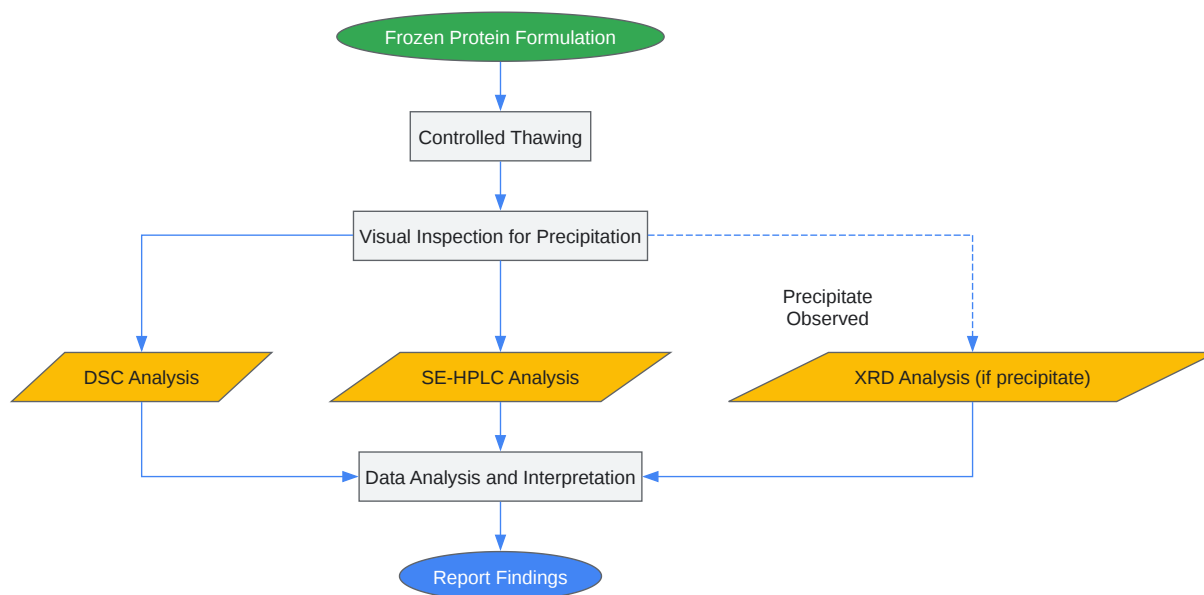 Frozen Protein Formulation
Controlled Thawing
Visual Inspection for Precipitation
Precipitate
Observed
DSC Analysis
SE-HPLC Analysis
XRD Analysis (if precipitate)
Data Analysis and Interpretation
Report Findings